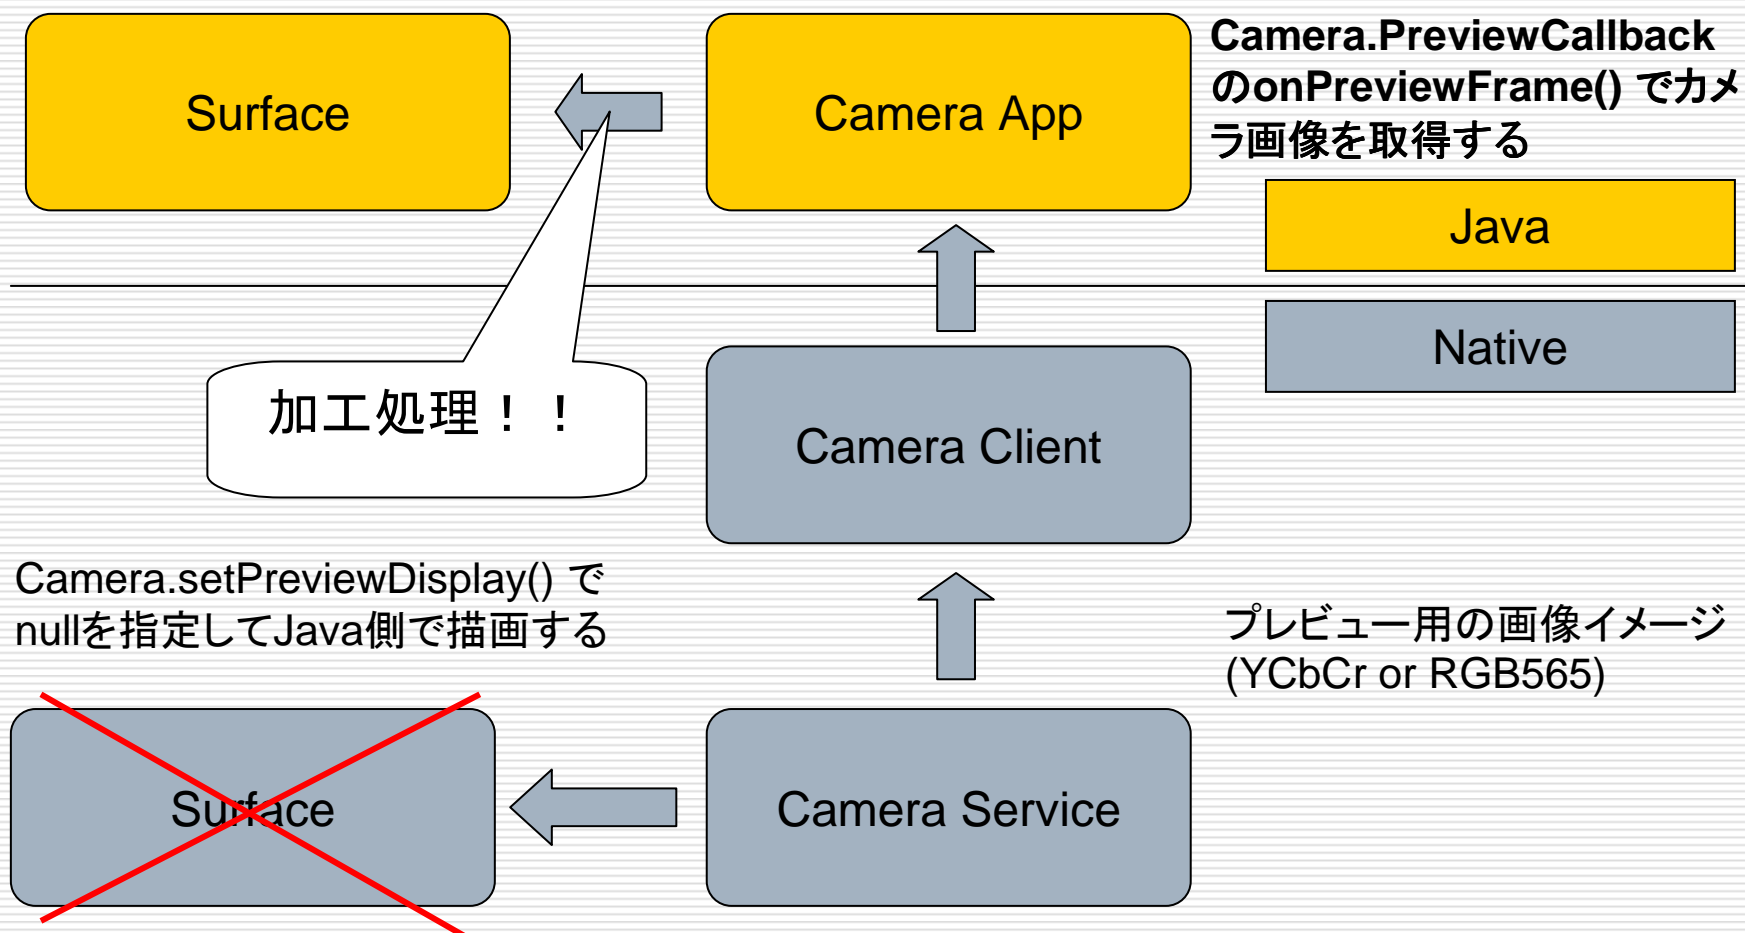 Surface
Camera App
Camera.PreviewCallback
のonPreviewFrame() でカメ
ラ画像を取得する
Java
Native
加工処理！！
Camera Client
Camera.setPreviewDisplay() で
nullを指定してJava側で描画する
プレビュー用の画像イメージ
(YCbCr or RGB565)
Surface
Camera Service